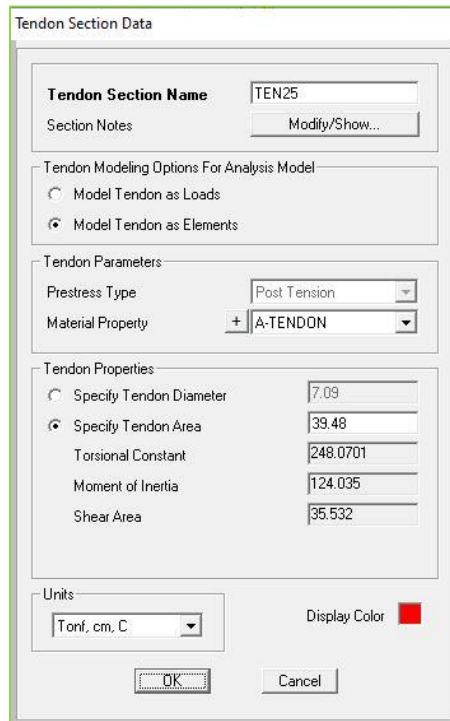 Tendon Section Data
Tendon Section Name TEN25
Section Notes Modify/Show...
Tendon Modeling Options For Analysis Model
Model Tendon as Loads
Model Tendon as Elements
Tendon Parameters
Prestress Type Post Tension
Material Property + A-TENDON
Tendon Properties
Specify Tendon Diameter 7.09
Specify Tendon Area 39.48
Torsional Constant 248.0701
Moment of Inertia 124.035
Shear Area 35.532
Units
Tonf, cm, C Display Color
OK Cancel